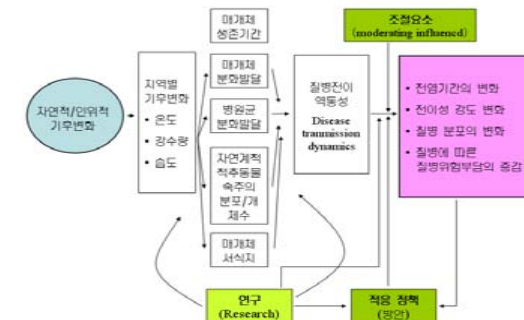 매개체
생존기간
조절요소
(moderating influenced)
자연적/인위적
기후변화
지역별
기후변화
• 온도
• 강수량
• 습도
매개체
분화발달
병원균
분화발달
자연계적
척추동물
숙주의
분포/개
체수
매개체
서식지
질병전이
역동성
Disease
tranmission
dynamics
• 전염기간의 변화
• 전이성 강도 변화
• 질병 분포의 변화
• 질병에 따른
질병위험부담의 증감
연구
(Research)
적응 정책
(방안)